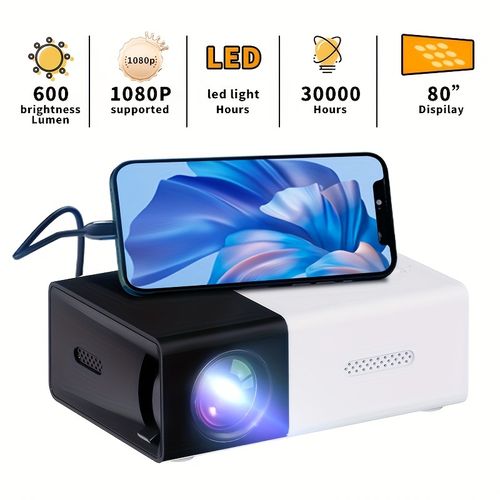 1080p
LED
600
brightness
Lumen
1080P
supported
led light
Hours
30000
Hours
80”
Dispilay